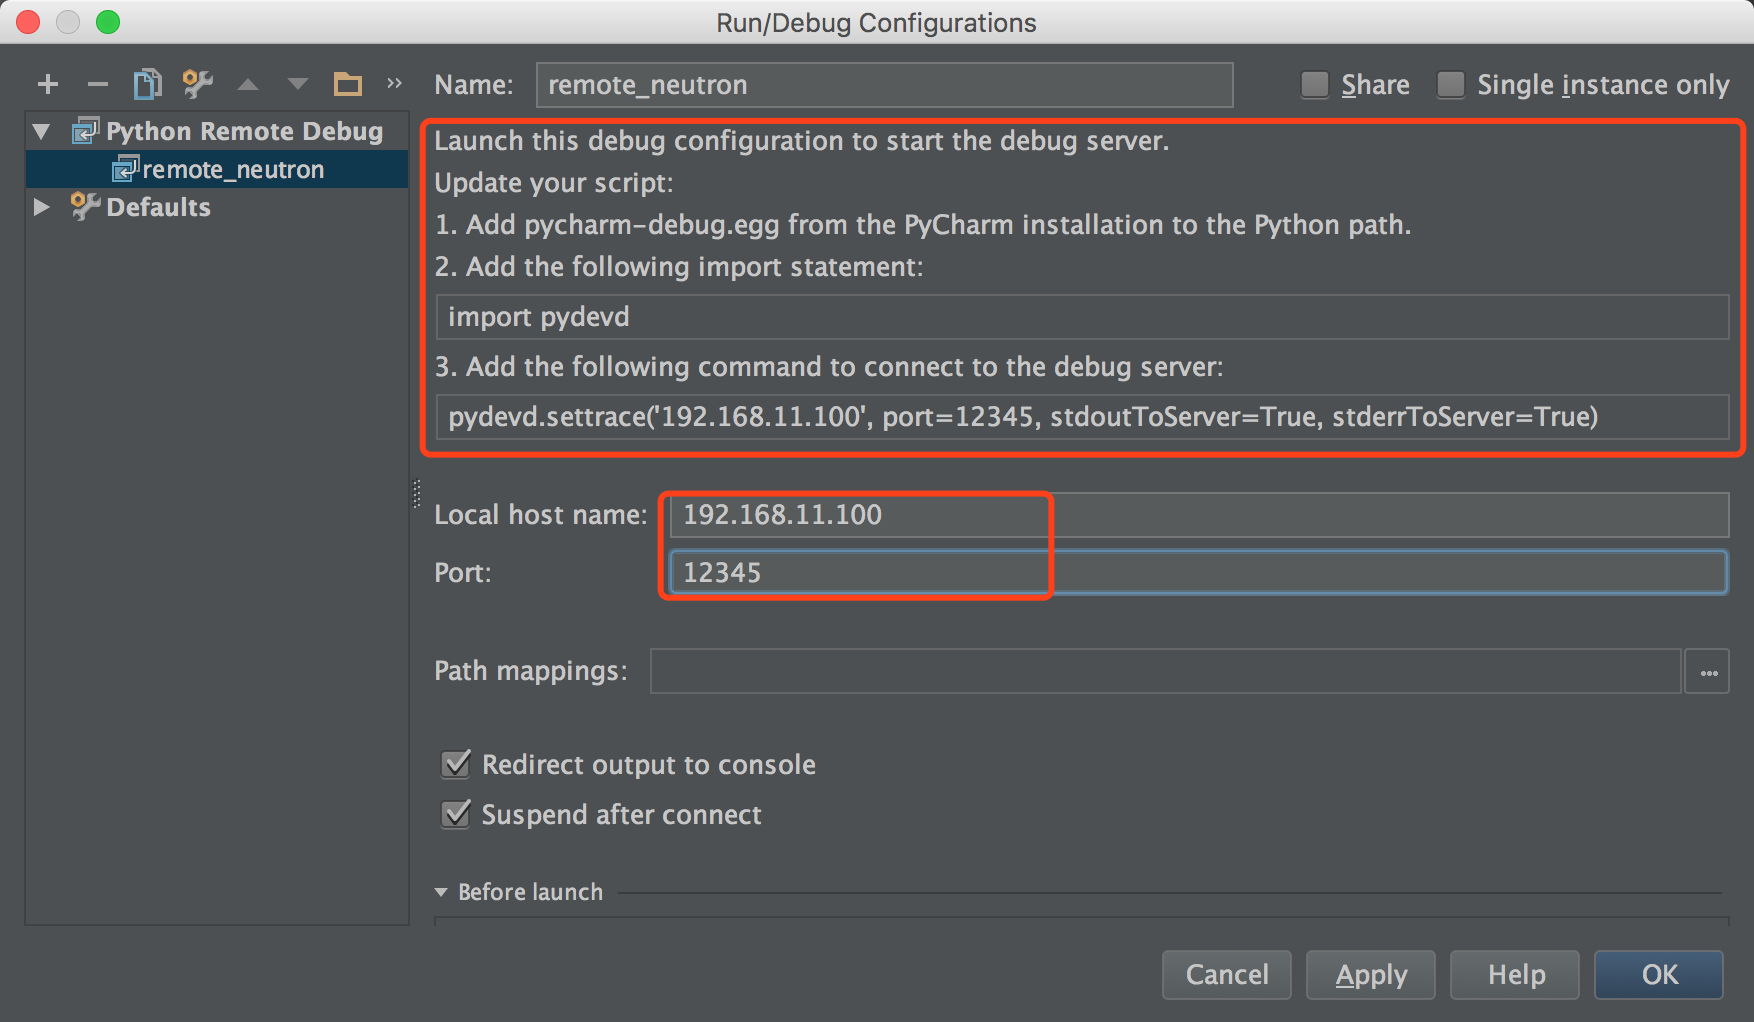 Run/Debug Configurations
Name: remote_neutron Share Single instance only
Python Remote Debug
remote_neutron
Defaults
Launch this debug configuration to start the debug server.
Update your script:
1. Add pycharm-debug.egg from the PyCharm installation to the Python path.
2. Add the following import statement:
import pydevd
3. Add the following command to connect to the debug server:
pydevd.settrace('192.168.11.100', port=12345, stdoutToServer=True, stderrToServer=True)
Local host name: 192.168.11.100
Port: 12345
Path mappings:
Redirect output to console
Suspend after connect
Before launch
Cancel Apply Help OK